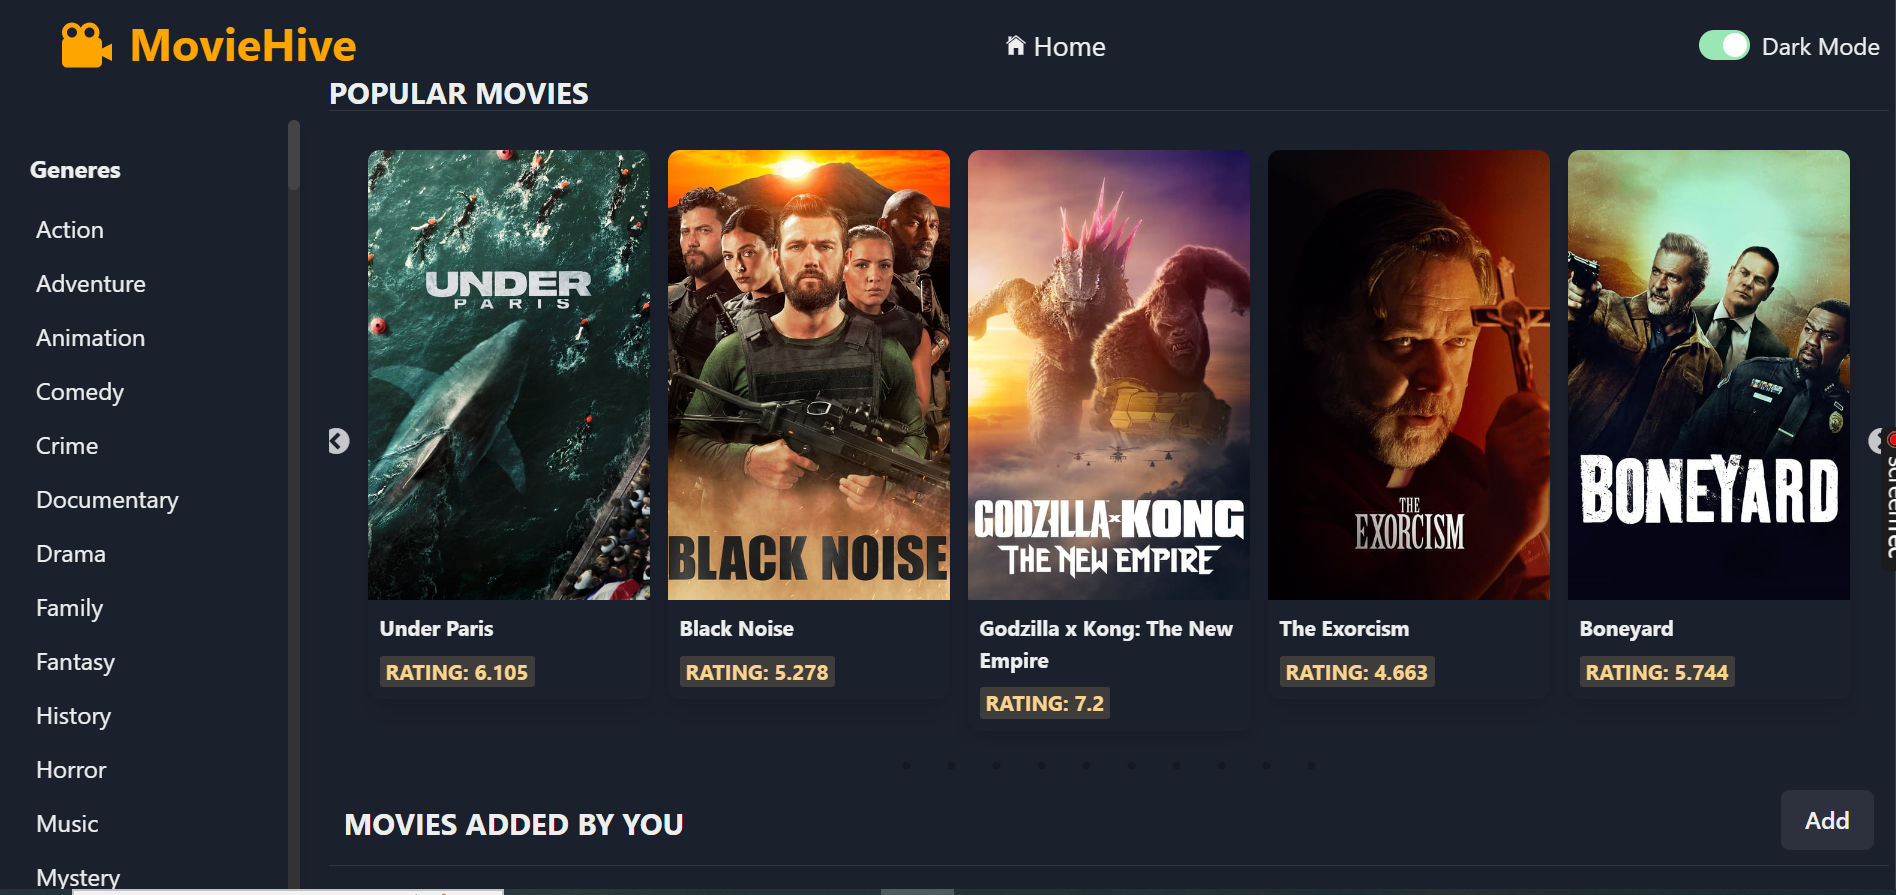 MovieHive
Home
Dark Mode
POPULAR MOVIES
Generes
Action
Adventure
Animation
Comedy
Crime
Documentary
Drama
Family
Fantasy
History
Horror
Music
Mystery
UNDER
PARIS
Under Paris
RATING: 6.105
BLACK NOISE
Black Noise
RATING: 5.278
GODZILLA x KONG
THE NEW EMPIRE
Godzilla x Kong: The New
Empire
RATING: 7.2
THE
EXORCISM
The Exorcism
RATING: 4.663
BONEYARD
Boneyard
RATING: 5.744
MOVIES ADDED BY YOU
Add